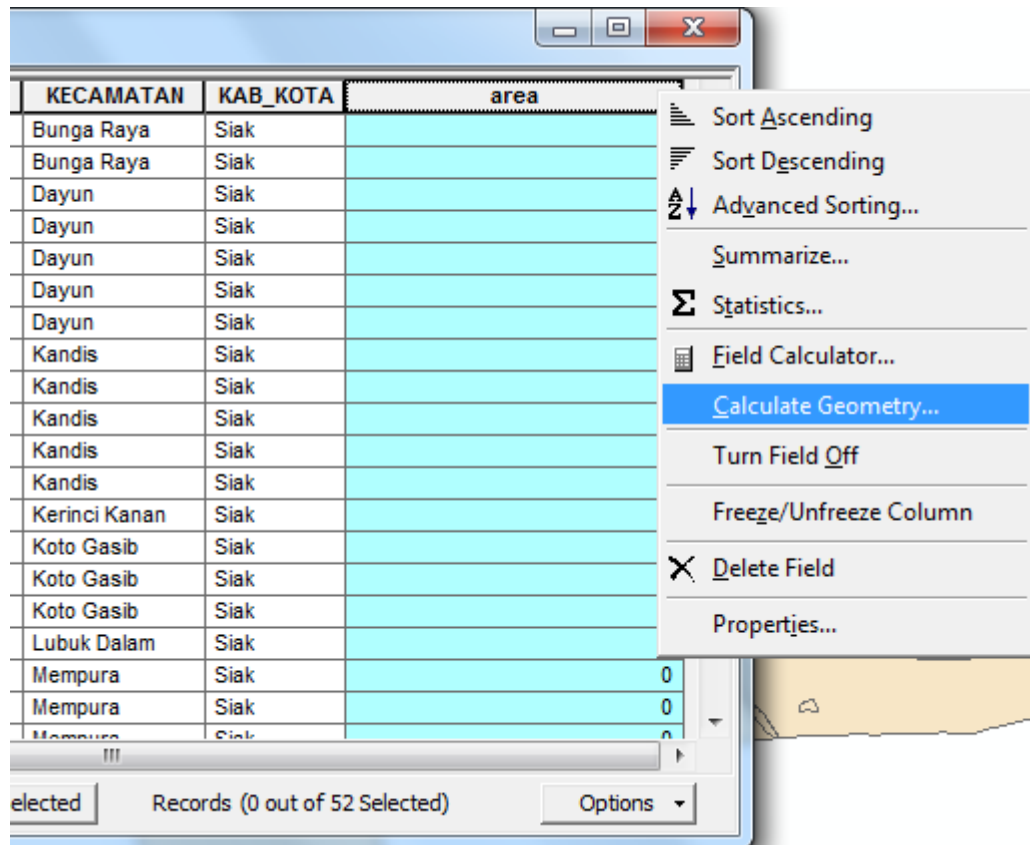 KECAMATAN KAB_KOTA area
Bunga Raya Siak
Bunga Raya Siak
Dayun Siak
Dayun Siak
Dayun Siak
Dayun Siak
Dayun Siak
Kandis Siak
Kandis Siak
Kandis Siak
Kandis Siak
Kandis Siak
Kerinci Kanan Siak
Koto Gasib Siak
Koto Gasib Siak
Koto Gasib Siak
Lubuk Dalam Siak
Mempura Siak 0
Mempura Siak 0
Mempura Siak 0
Sort Ascending
Sort Descending
Advanced Sorting...
Summarize...
Σ Statistics...
Field Calculator...
Calculate Geometry...
Turn Field Off
Freeze/Unfreeze Column
Delete Field
Properties...
elected Records (0 out of 52 Selected) Options